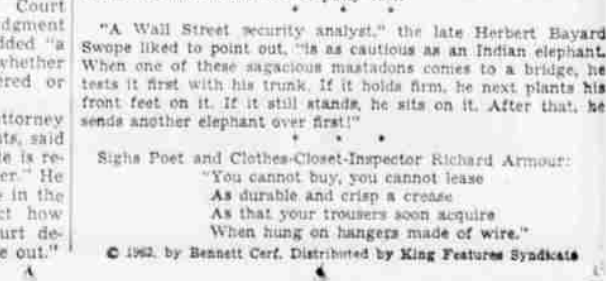 Court
dgment
dded "a
whether
ered or
ttorney
nts, said
le is re-
er." He
e in the
ct how
urt de-
e out."
* * *
"A Wall Street security analyst," the late Herbert Bayard
Swope liked to point out, "is as cautious as an Indian elephant.
When one of these sagacious mastadons comes to a bridge, he
tests it first with his trunk. If it holds firm, he next plants his
front feet on it. If it still stands, he sits on it. After that, he
sends another elephant over first!"
* * *
Sighs Poet and Clothes-Closet-Inspector Richard Armour:
"You cannot buy, you cannot lease
As durable and crisp a crease
As that your trousers soon acquire
When hung on hangers made of wire."
© 1962, by Bennett Cerf. Distributed by King Features Syndicate